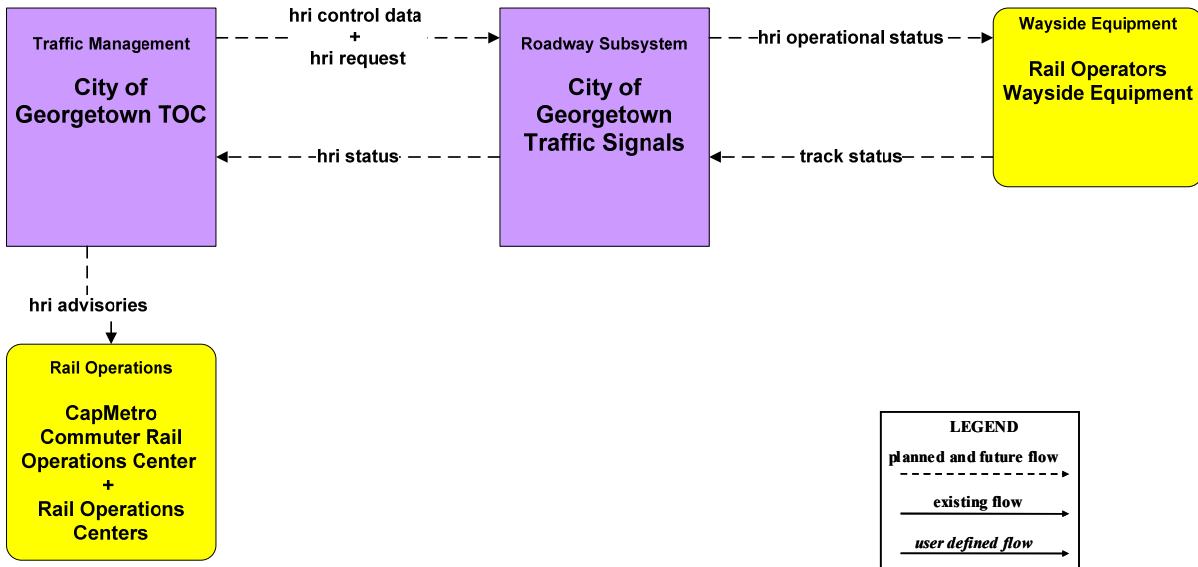 Traffic Management
City of
Georgetown TOC
hri control data
+
hri request
hri status
Roadway Subsystem
City of
Georgetown
Traffic Signals
hri operational status
track status
Wayside Equipment
Rail Operators
Wayside Equipment
hri advisories
Rail Operations
CapMetro
Commuter Rail
Operations Center
+
Rail Operations
Centers
LEGEND
planned and future flow
existing flow
user defined flow